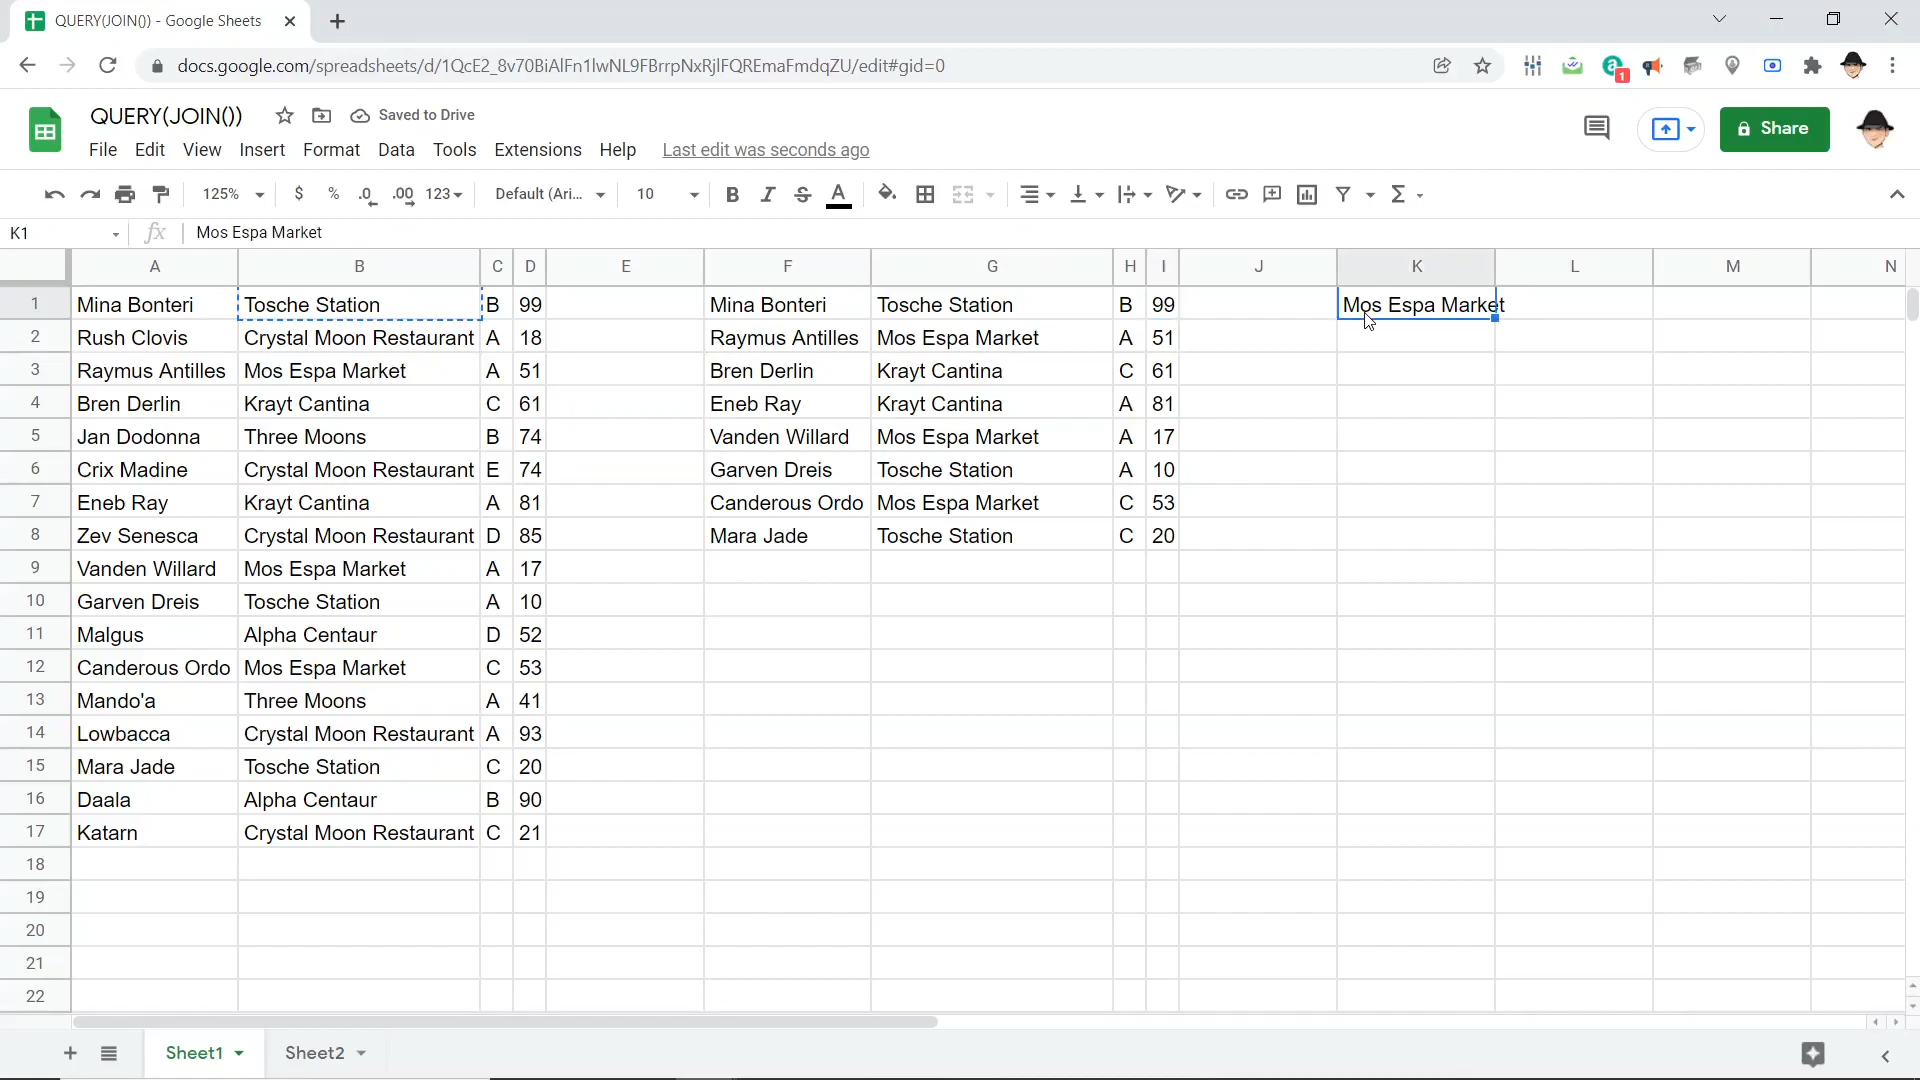 QUERY(JOIN()) - Google Sheets
docs.google.com/spreadsheets/d/1QcE2_8v70BiAlFn1lwNL9FBrrpNxRjlFQREmaFmdqZU/edit#gid=0
1
QUERY(JOIN()) Saved to Drive
Share
File Edit View Insert Format Data Tools Extensions Help Last edit was seconds ago
125% $ % .0 .00 123 Default (Ari... 10 B I S A Σ
K1 fx Mos Espa Market
A B C D E F G H I J K L M N
1 Mina Bonteri Tosche Station B 99 Mina Bonteri Tosche Station B 99 Mos Espa Market
2 Rush Clovis Crystal Moon Restaurant A 18 Raymus Antilles Mos Espa Market A 51
3 Raymus Antilles Mos Espa Market A 51 Bren Derlin Krayt Cantina C 61
4 Bren Derlin Krayt Cantina C 61 Eneb Ray Krayt Cantina A 81
5 Jan Dodonna Three Moons B 74 Vanden Willard Mos Espa Market A 17
6 Crix Madine Crystal Moon Restaurant E 74 Garven Dreis Tosche Station A 10
7 Eneb Ray Krayt Cantina A 81 Canderous Ordo Mos Espa Market C 53
8 Zev Senesca Crystal Moon Restaurant D 85 Mara Jade Tosche Station C 20
9 Vanden Willard Mos Espa Market A 17
10 Garven Dreis Tosche Station A 10
11 Malgus Alpha Centaur D 52
12 Canderous Ordo Mos Espa Market C 53
13 Mando'a Three Moons A 41
14 Lowbacca Crystal Moon Restaurant A 93
15 Mara Jade Tosche Station C 20
16 Daala Alpha Centaur B 90
17 Katarn Crystal Moon Restaurant C 21
18
19
20
21
22
Sheet1 Sheet2